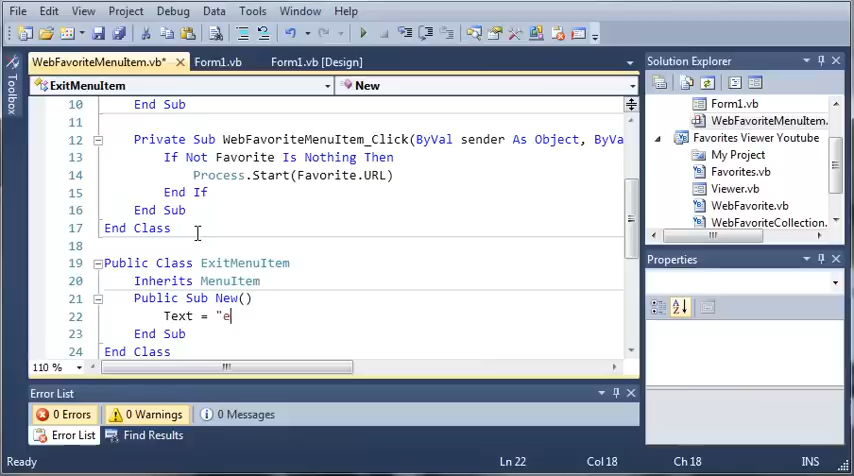 File Edit View Project Debug Data Tools Window Help
WebFavoriteMenuItem.vb* Form1.vb Form1.vb [Design]
ExitMenuItem New
Toolbox
10 End Sub
11
12 Private Sub WebFavoriteMenuItem_Click(ByVal sender As Object, ByVa
13 If Not Favorite Is Nothing Then
14 Process.Start(Favorite.URL)
15 End If
16 End Sub
17 End Class
18
19 Public Class ExitMenuItem
20 Inherits MenuItem
21 Public Sub New()
22 Text = "e
23 End Sub
24 End Class
110 %
Solution Explorer
Form1.vb
WebFavoriteMenuItem.
Favorites Viewer Youtube
My Project
Favorites.vb
Viewer.vb
WebFavorite.vb
WebFavoriteCollection.
Properties
Error List
0 Errors 0 Warnings 0 Messages
Error List Find Results
Ready Ln 22 Col 18 Ch 18 INS